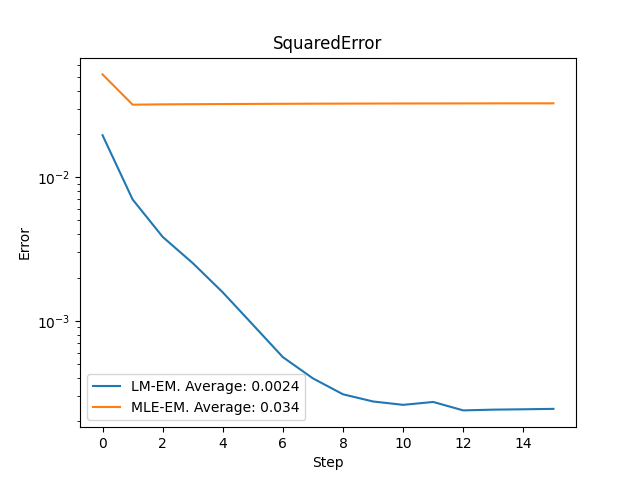 SquaredError
Error
10⁻²
10⁻³
LM-EM. Average: 0.0024
MLE-EM. Average: 0.034
0 2 4 6 8 10 12 14
Step